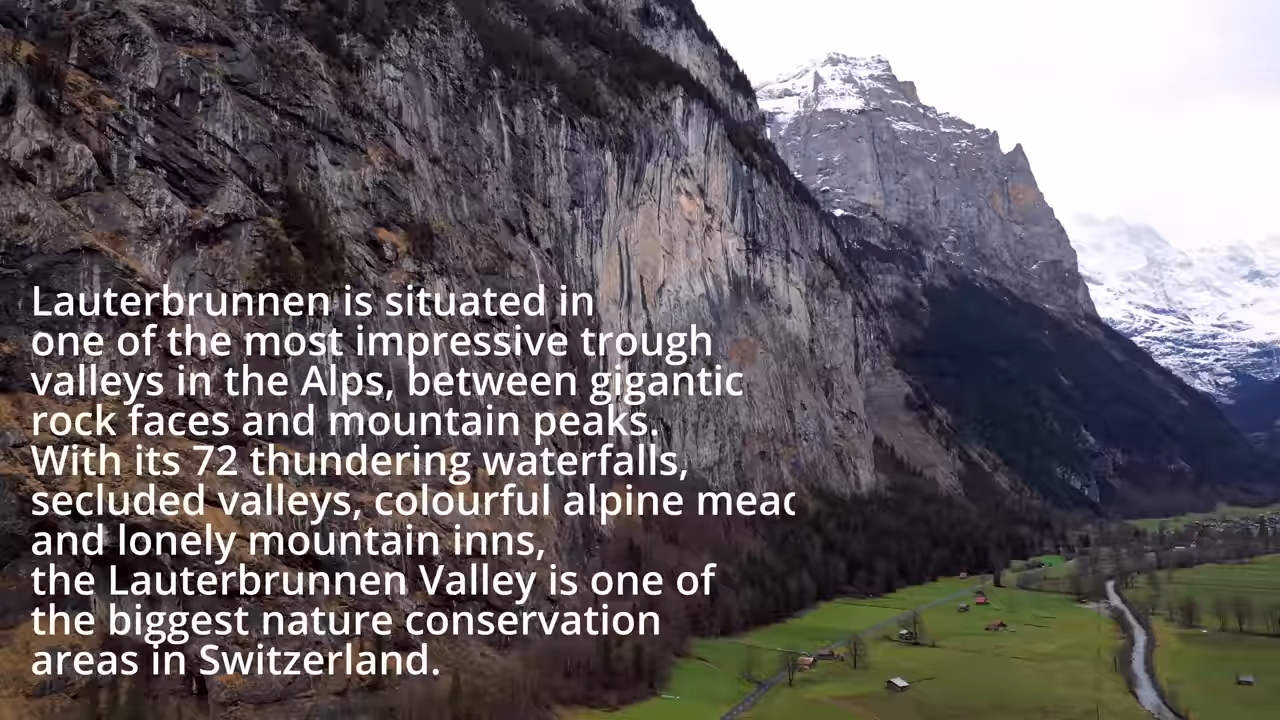 Lauterbrunnen is situated in
one of the most impressive trough
valleys in the Alps, between gigantic
rock faces and mountain peaks.
With its 72 thundering waterfalls,
secluded valleys, colourful alpine
and lonely mountain inns,
the Lauterbrunnen Valley is one of
the biggest nature conservation
areas in Switzerland.